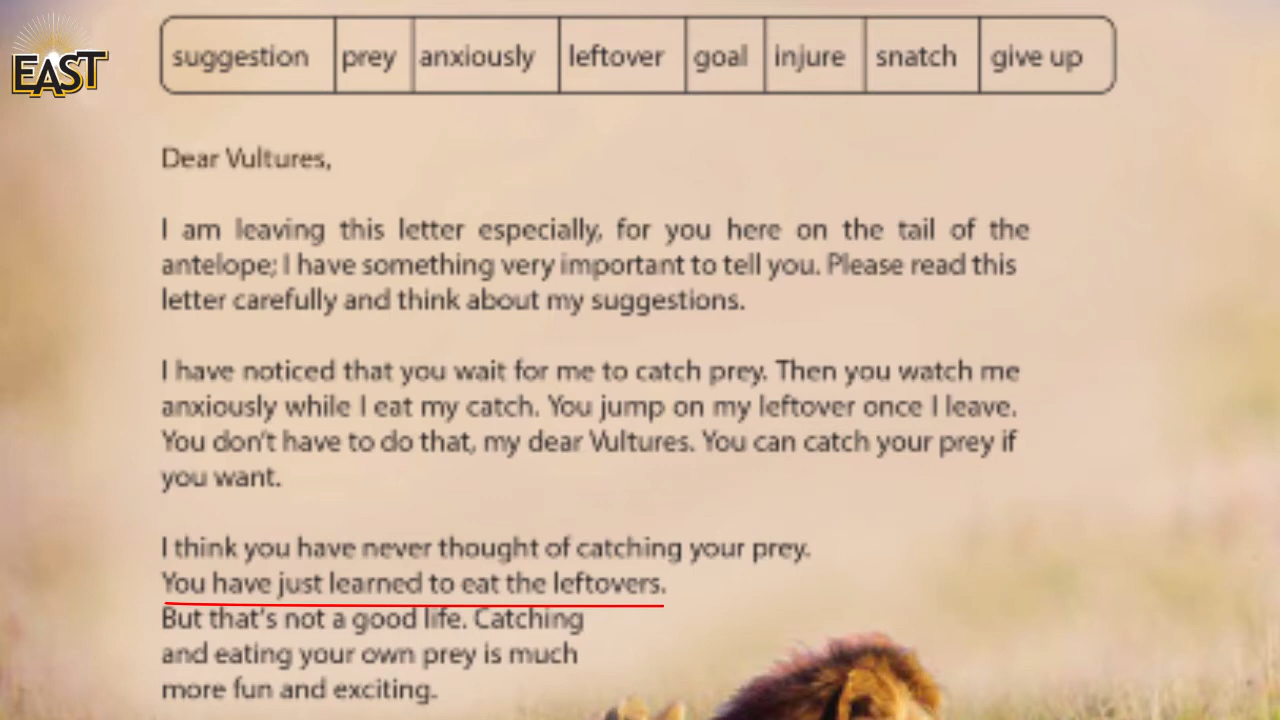 EAST
suggestion prey anxiously leftover goal injure snatch give up
Dear Vultures,
I am leaving this letter especially, for you here on the tail of the
antelope; I have something very important to tell you. Please read this
letter carefully and think about my suggestions.
I have noticed that you wait for me to catch prey. Then you watch me
anxiously while I eat my catch. You jump on my leftover once I leave.
You don't have to do that, my dear Vultures. You can catch your prey if
you want.
I think you have never thought of catching your prey.
You have just learned to eat the leftovers.
But that's not a good life. Catching
and eating your own prey is much
more fun and exciting.